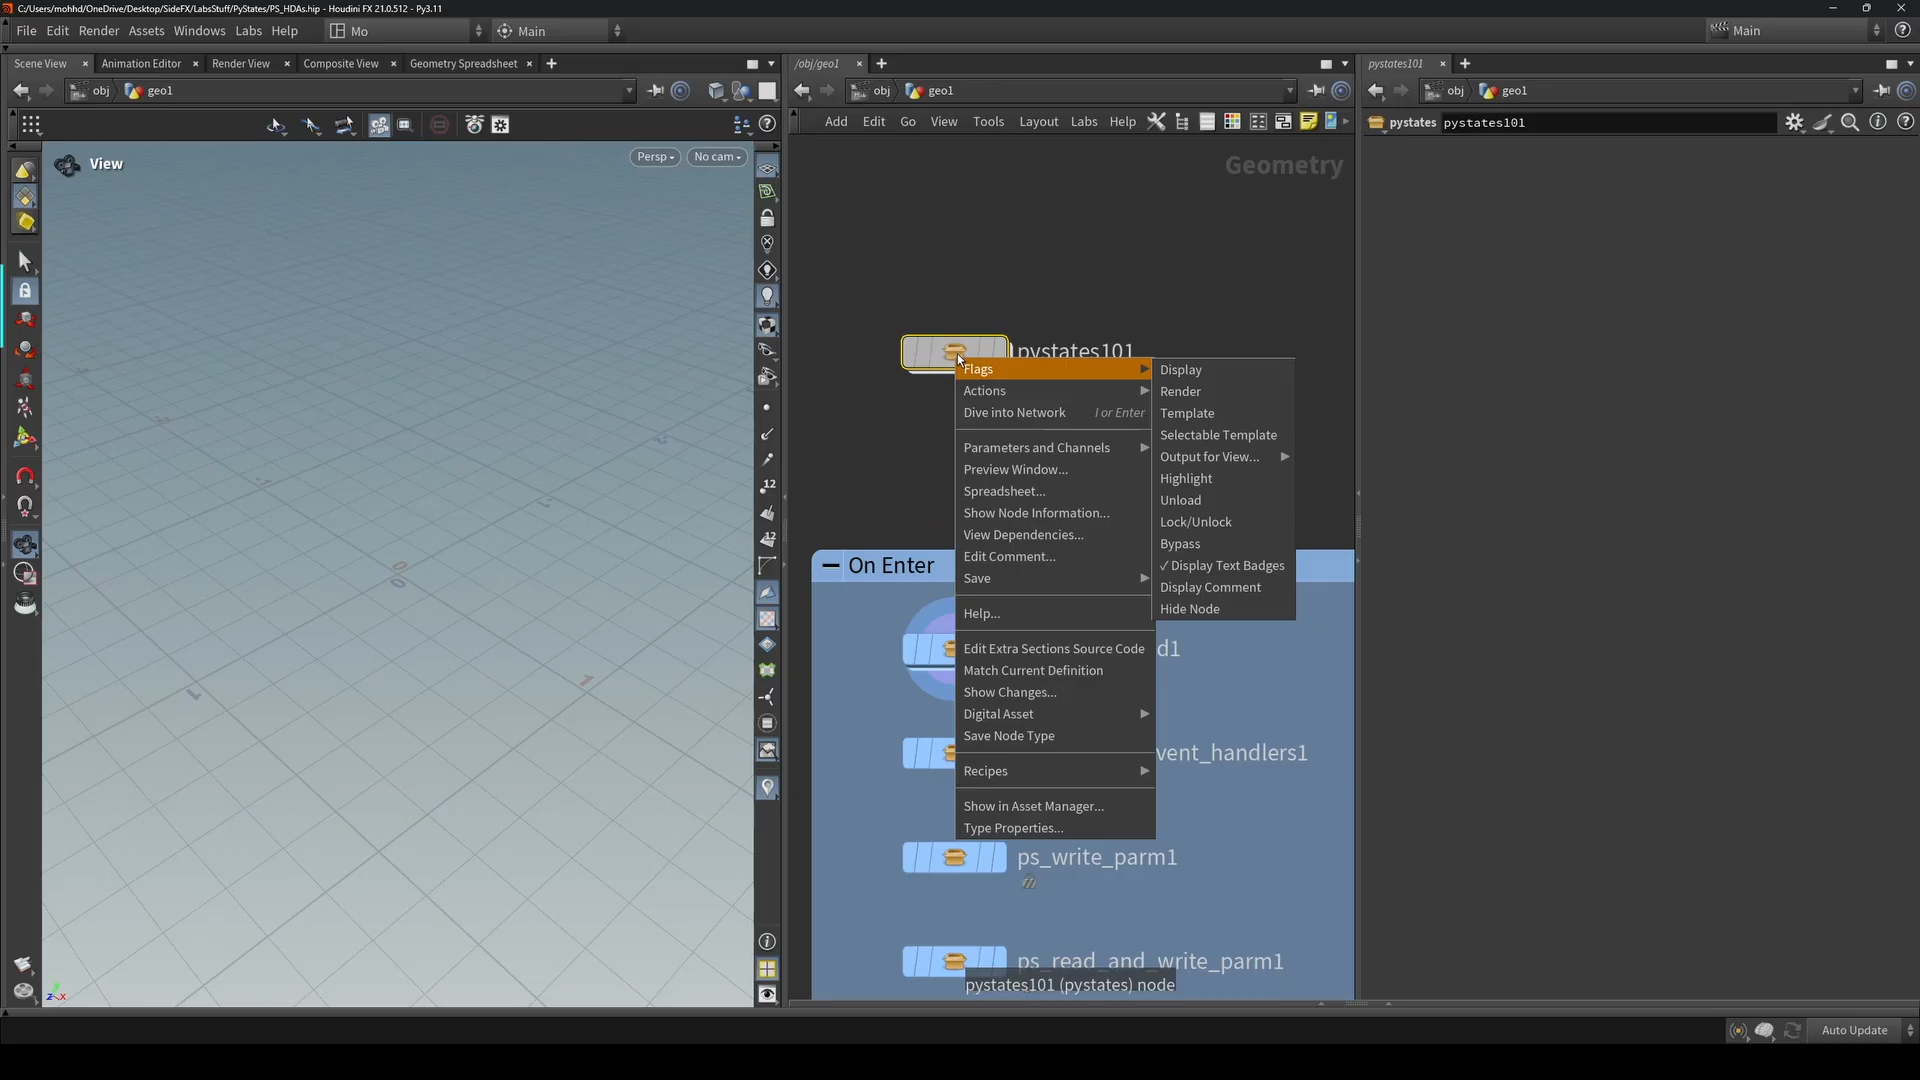 C:/Users/mohhd/OneDrive/Desktop/SideFX/LabsStuff/PyStates/PS_HDAs.hip - Houdini FX 21.0.512 - Py3.11
File Edit Render Assets Windows Labs Help Mo Main Main
Scene View Animation Editor Render View Composite View Geometry Spreadsheet
obj geo1
View
Persp No cam
/obj/geo1
obj geo1
Add Edit Go View Tools Layout Labs Help
Geometry
pystates101
Flags
Actions
Dive into Network I or Enter
Parameters and Channels
Preview Window...
Spreadsheet...
Show Node Information...
View Dependencies...
Edit Comment...
Save
Help...
Edit Extra Sections Source Code
Match Current Definition
Show Changes...
Digital Asset
Save Node Type
Recipes
Show in Asset Manager...
Type Properties...
Display
Render
Template
Selectable Template
Output for View...
Highlight
Unload
Lock/Unlock
Bypass
✓ Display Text Badges
Display Comment
Hide Node
On Enter
d1
vent_handlers1
ps_write_parm1
ps_read_and_write_parm1
pystates101 (pystates) node
pystates101
obj geo1
pystates pystates101
12
12
0
0
1
1
z x
Auto Update